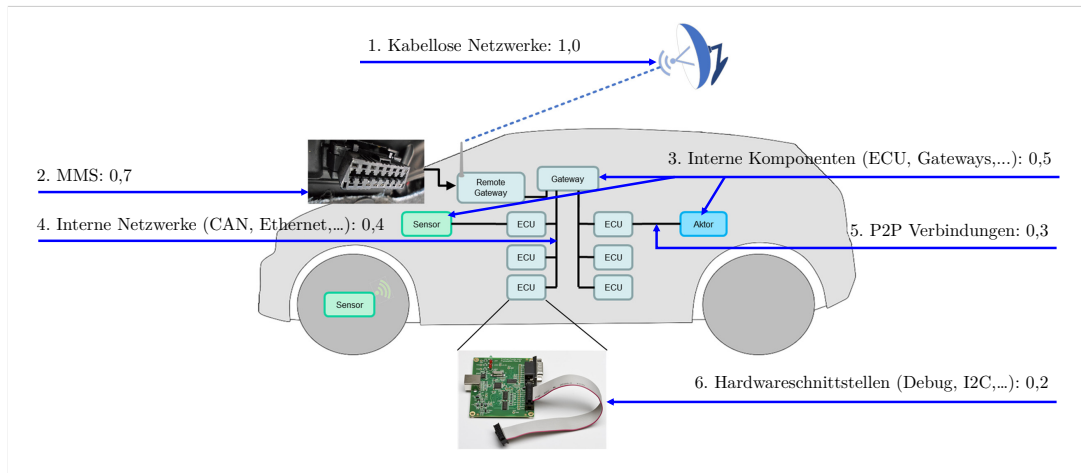 1. Kabellose Netzwerke: 1,0
3. Interne Komponenten (ECU, Gateways,...): 0,5
2. MMS: 0,7
Remote
Gateway
Gateway
4. Interne Netzwerke (CAN, Ethernet,...): 0,4
Sensor
ECU
ECU
Aktor
5. P2P Verbindungen: 0,3
ECU
ECU
ECU
ECU
Sensor
6. Hardwareschnittstellen (Debug, I2C,...): 0,2